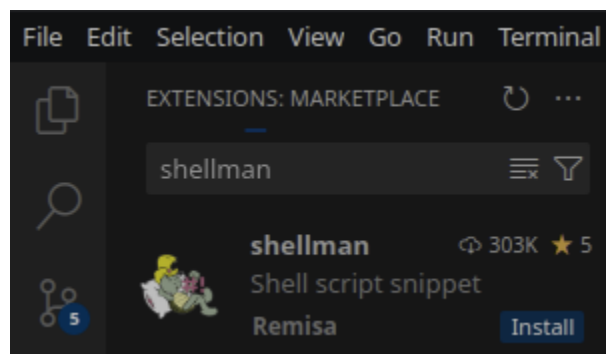 File Edit Selection View Go Run Terminal
EXTENSIONS: MARKETPLACE
shellman
shellman 303K 5
Shell script snippet
Remisa Install
5